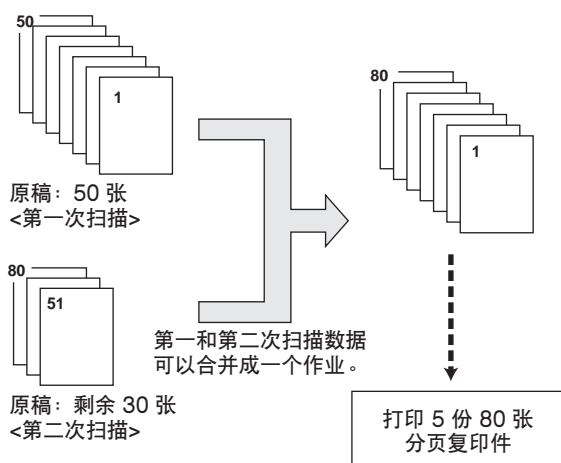 50
1
原稿：50 张
<第一次扫描>
80
51
原稿：剩余 30 张
<第二次扫描>
第一和第二次扫描数据
可以合并成一个作业。
80
1
打印 5 份 80 张
分页复印件